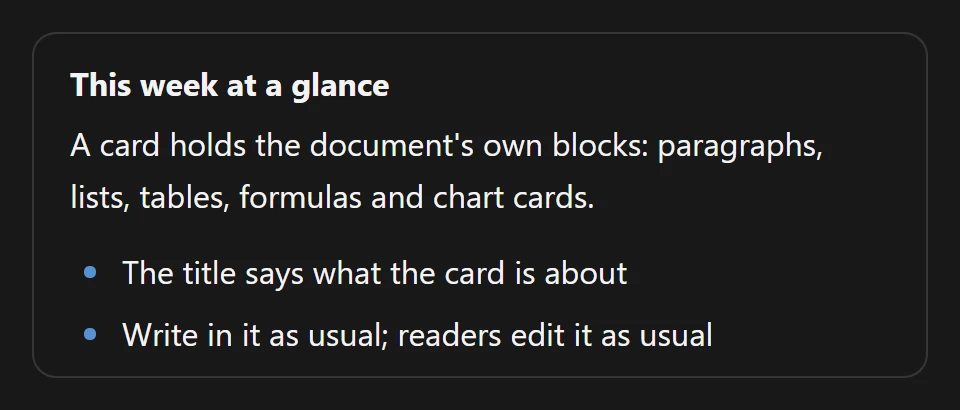 This week at a glance
A card holds the document's own blocks: paragraphs,
lists, tables, formulas and chart cards.
The title says what the card is about
Write in it as usual; readers edit it as usual